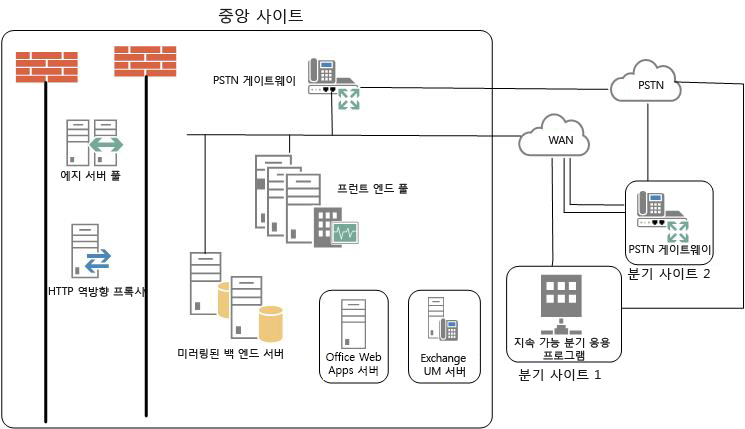 중앙 사이트
PSTN 게이트웨이
PSTN
WAN
에지 서버 풀
프런트 엔드 풀
HTTP 역방향 프록시
PSTN 게이트웨이
분기 사이트 2
미러링된 백 엔드 서버
Office Web
Apps 서버
Exchange
UM 서버
지속 가능 분기 응용
프로그램
분기 사이트 1